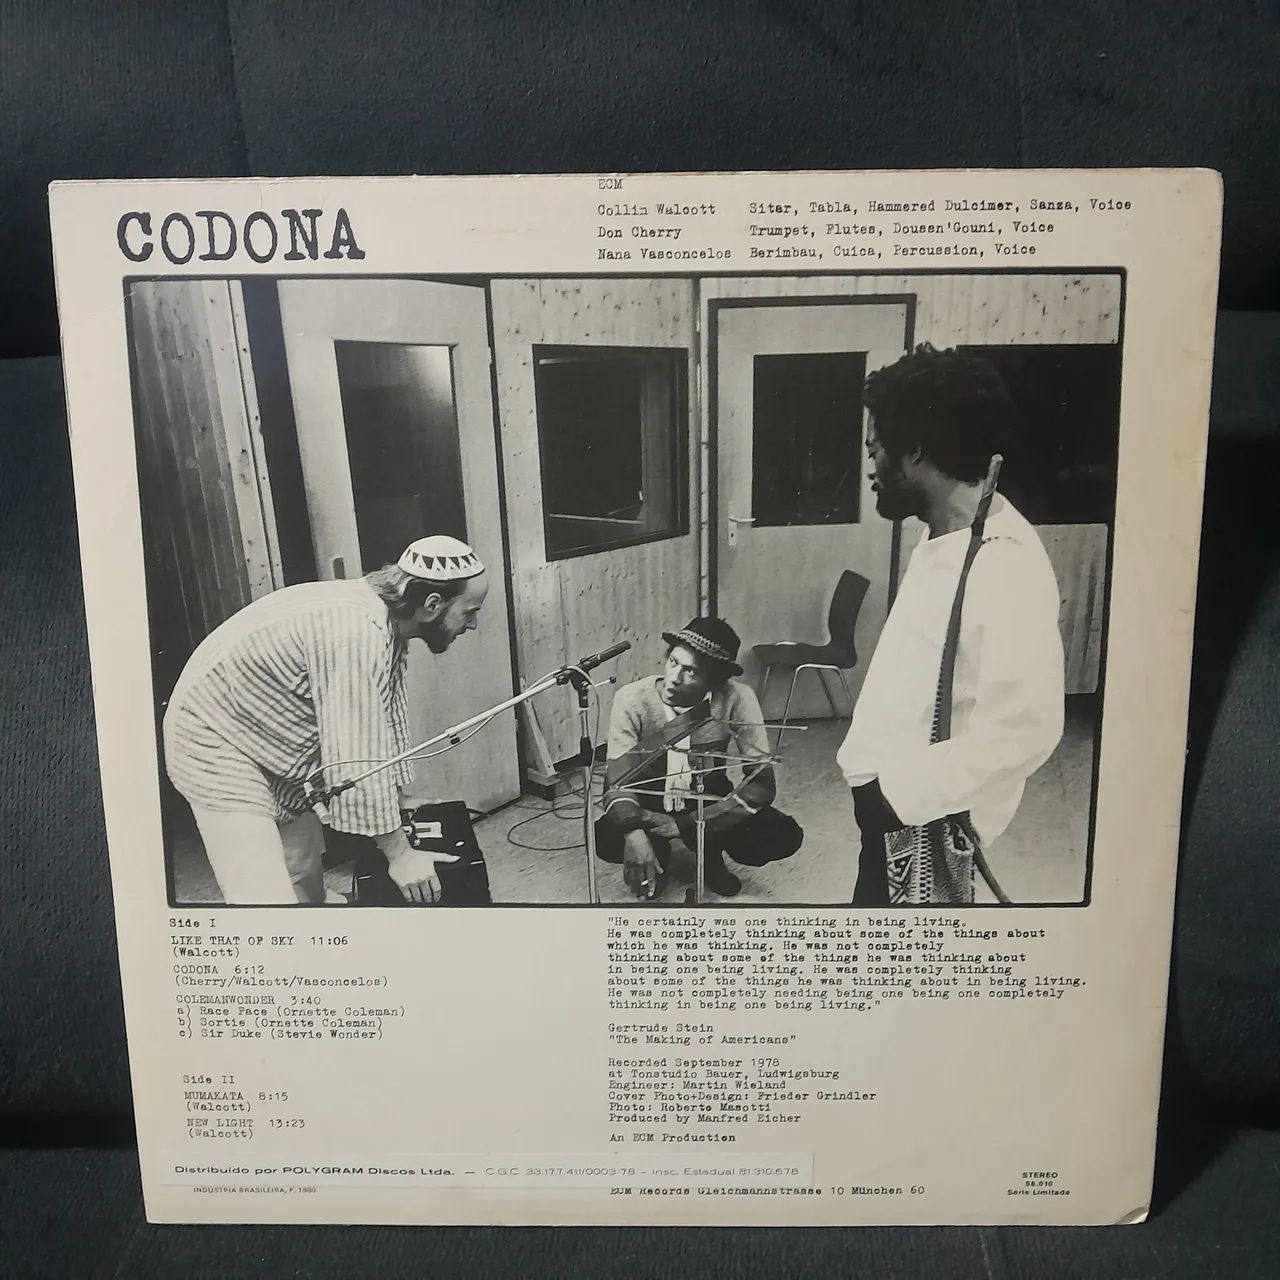 CODONA
ECM
Collin Walcott Sitar, Tabla, Hammered Dulcimer, Sanza, Voice
Don Cherry Trumpet, Flutes, Doussn'Gouni, Voice
Nana Vasconcelos Berimbau, Cuica, Percussion, Voice
Side I
LIKE THAT OF SKY 11:06
(Walcott)
CODONA 6:12
(Cherry/Walcott/Vasconcelos)
COLEMANWONDER 3:40
a) Race Face (Ornette Coleman)
b) Sortie (Ornette Coleman)
c) Sir Duke (Stevie Wonder)
Side II
MUMAKATA 8:15
(Walcott)
NEW LIGHT 13:23
(Walcott)
"He certainly was one thinking in being living.
He was completely thinking about some of the things about
which he was thinking. He was not completely
thinking about some of the things he was thinking about
in being one being living. He was completely thinking
about some of the things he was thinking about in being living.
He was not completely needing being one being one completely
thinking in being one being living."
Gertrude Stein
"The Making of Americans"
Recorded September 1978
at Tonstudio Bauer, Ludwigsburg
Engineer: Martin Wieland
Cover Photo+Design: Frieder Grindler
Photo: Roberto Masotti
Produced by Manfred Eicher
An ECM Production
Distribuído por POLYGRAM Discos Ltda. — C.G.C 33.177.411/0003-78 - Insc. Estadual 81.310.678
INDÚSTRIA BRASILEIRA, F. 1980
ECM Records Gleichmannstrasse 10 München 60
STEREO
58.010
Série Limitada